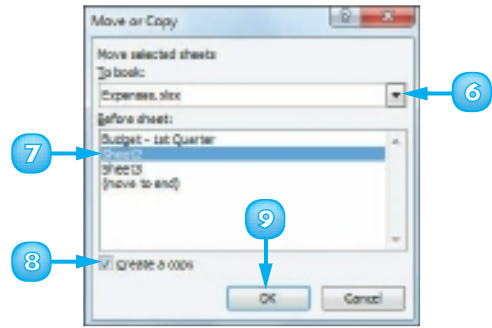 Move or Copy
Move selected sheets
To book:
Expenses.xlsx
6
Before sheet:
Budget - 1st Quarter
7
Sheet2
Sheet3
(move to end)
9
8
Create a copy
OK
Cancel